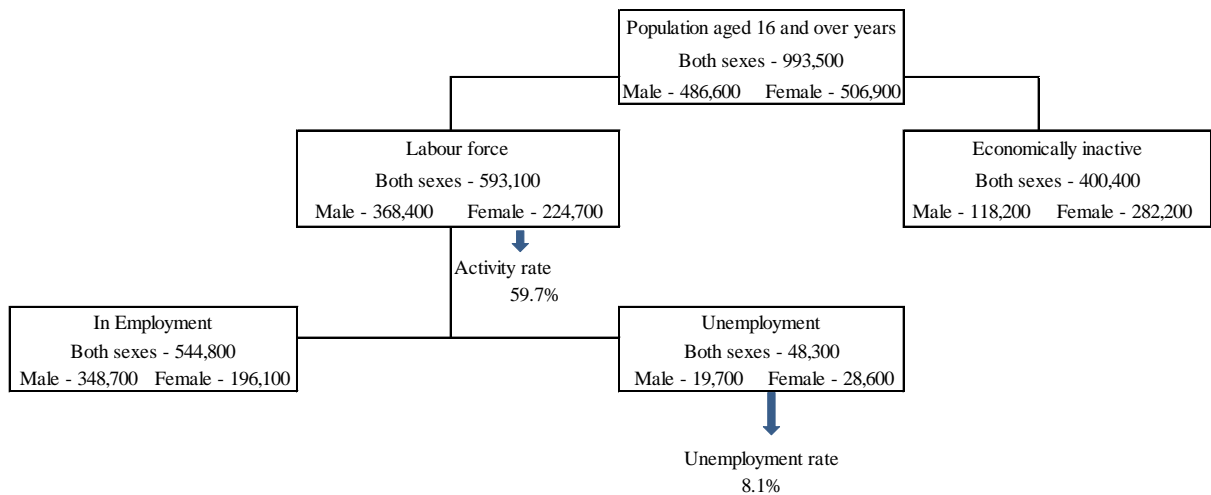 Population aged 16 and over years
Both sexes - 993,500
Male - 486,600 Female - 506,900
Labour force
Both sexes - 593,100
Male - 368,400 Female - 224,700
Economically inactive
Both sexes - 400,400
Male - 118,200 Female - 282,200
Activity rate
59.7%
In Employment
Both sexes - 544,800
Male - 348,700 Female - 196,100
Unemployment
Both sexes - 48,300
Male - 19,700 Female - 28,600
Unemployment rate
8.1%